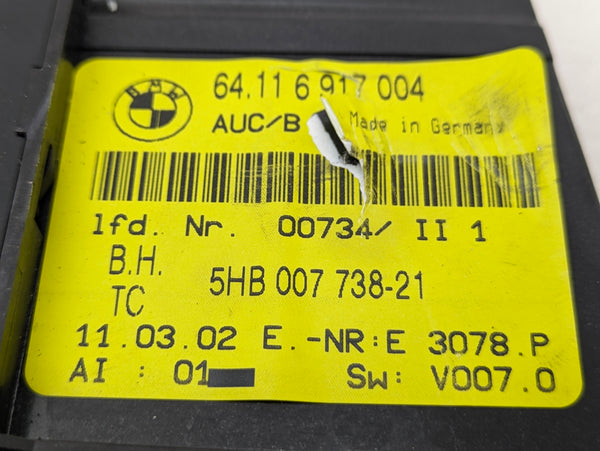 BMW
64.11 6 917 004
AUC/B Made in Germany
lfd. Nr. 00734/ II 1
B.H.
TC 5HB 007 738-21
11.03.02 E.-NR:E 3078.P
AI : 01 Sw: V007.0